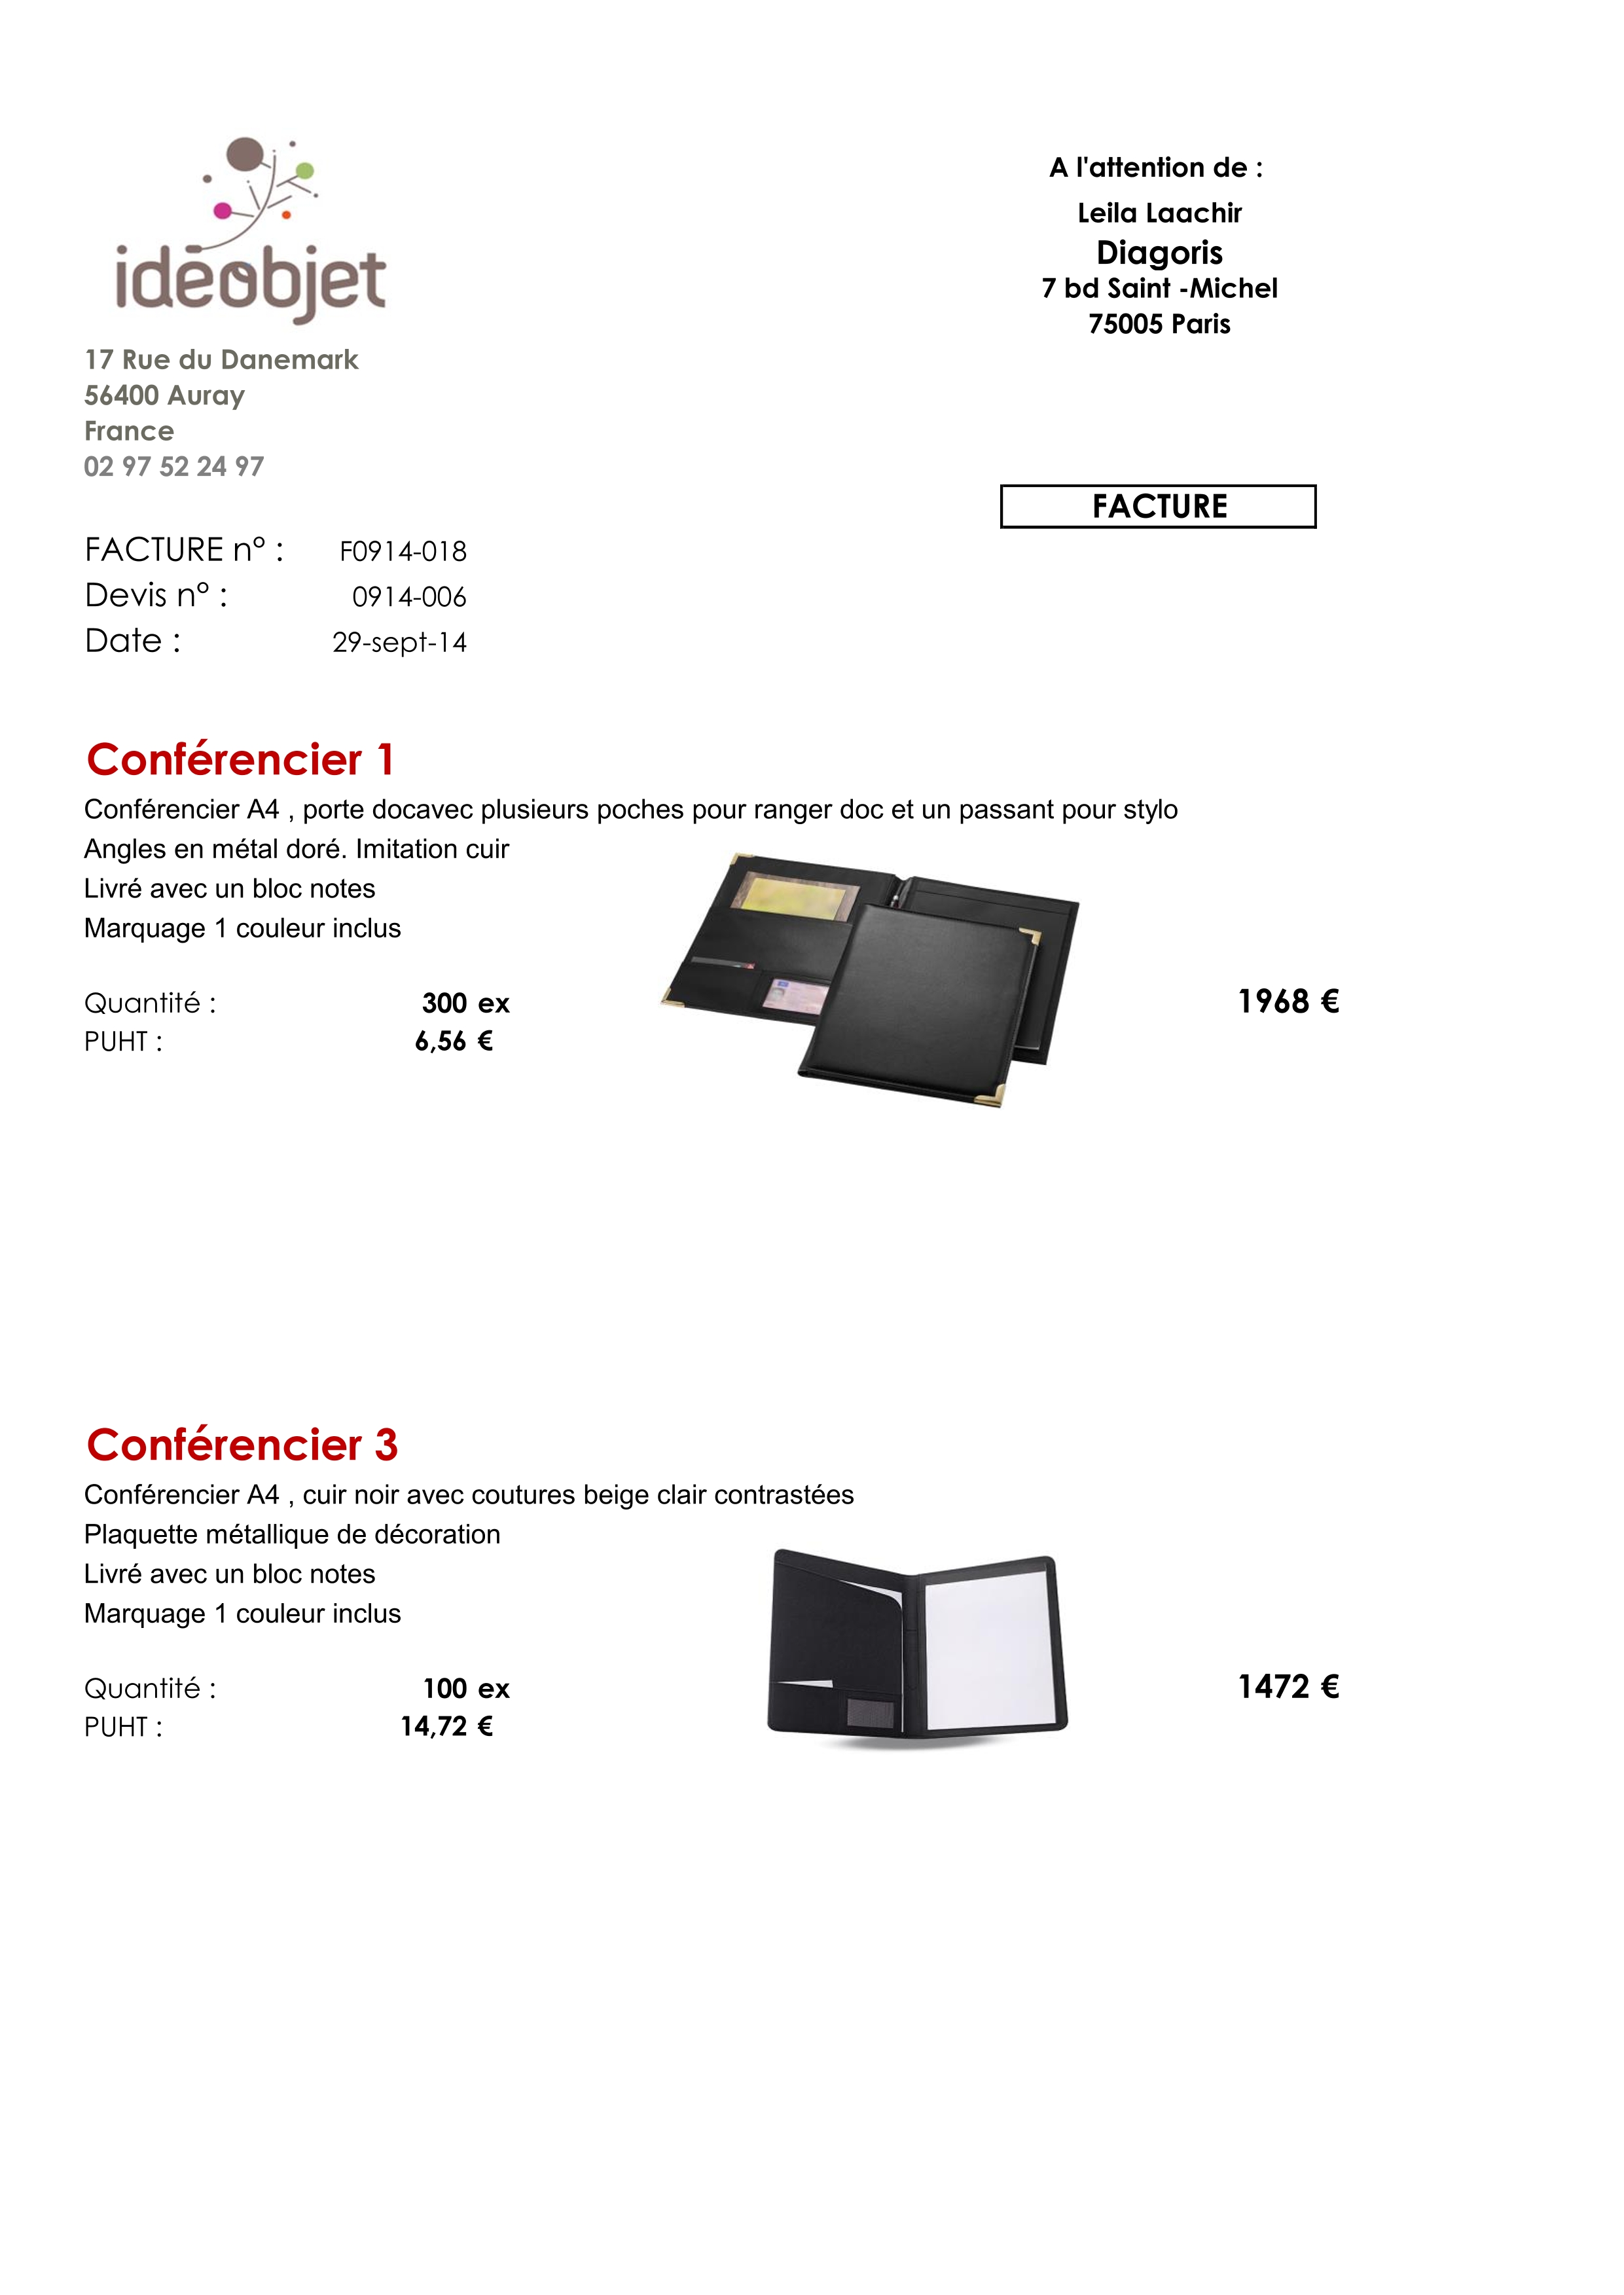 idéobjet
17 Rue du Danemark
56400 Auray
France
02 97 52 24 97
A l'attention de :
Leila Laachir
Diagoris
7 bd Saint -Michel
75005 Paris
FACTURE
FACTURE n° : F0914-018
Devis n° : 0914-006
Date : 29-sept-14
Conférencier 1
Conférencier A4 , porte docavec plusieurs poches pour ranger doc et un passant pour stylo
Angles en métal doré. Imitation cuir
Livré avec un bloc notes
Marquage 1 couleur inclus
Quantité : 300 ex 1968 €
PUHT : 6,56 €
Conférencier 3
Conférencier A4 , cuir noir avec coutures beige clair contrastées
Plaquette métallique de décoration
Livré avec un bloc notes
Marquage 1 couleur inclus
Quantité : 100 ex 1472 €
PUHT : 14,72 €